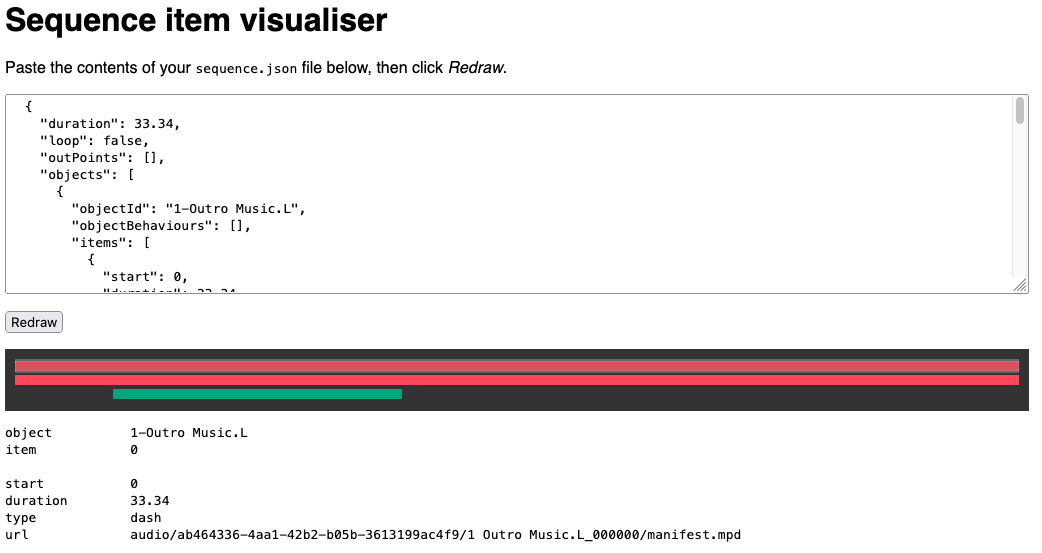 Sequence item visualiser
Paste the contents of your sequence.json file below, then click Redraw.
{
"duration": 33.34,
"loop": false,
"outPoints": [],
"objects": [
{
"objectId": "1-Outro Music.L",
"objectBehaviours": [],
"items": [
{
"start": 0,
"duration": 33.34
Redraw
object 1-Outro Music.L
item 0
start 0
duration 33.34
type dash
url audio/ab464336-4aa1-42b2-b05b-3613199ac4f9/1 Outro Music.L_000000/manifest.mpd